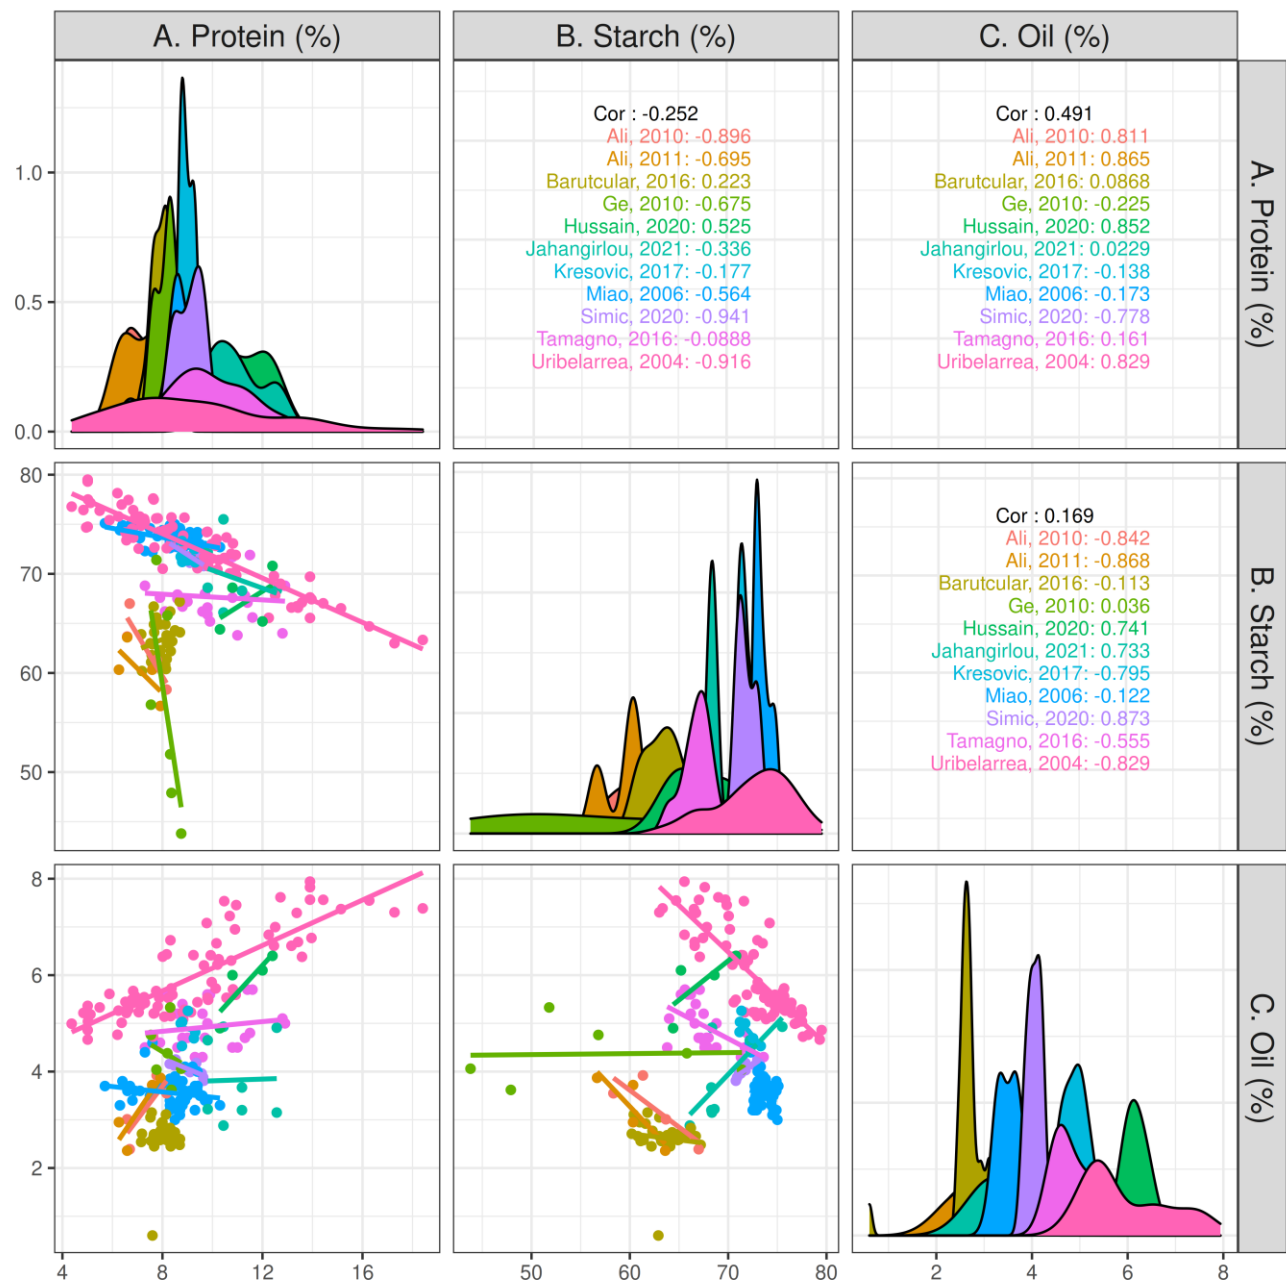 A. Protein (%)
B. Starch (%)
C. Oil (%)
1.0
0.5
0.0
Cor : -0.252
Ali, 2010: -0.896
Ali, 2011: -0.695
Barutcular, 2016: 0.223
Ge, 2010: -0.675
Hussain, 2020: 0.525
Jahangirlou, 2021: -0.336
Kresovic, 2017: -0.177
Miao, 2006: -0.564
Simic, 2020: -0.941
Tamagno, 2016: -0.0888
Uribelarrea, 2004: -0.916
Cor : 0.491
Ali, 2010: 0.811
Ali, 2011: 0.865
Barutcular, 2016: 0.0868
Ge, 2010: -0.225
Hussain, 2020: 0.852
Jahangirlou, 2021: 0.0229
Kresovic, 2017: -0.138
Miao, 2006: -0.173
Simic, 2020: -0.778
Tamagno, 2016: 0.161
Uribelarrea, 2004: 0.829
A. Protein (%)
80
70
60
50
Cor : 0.169
Ali, 2010: -0.842
Ali, 2011: -0.868
Barutcular, 2016: -0.113
Ge, 2010: 0.036
Hussain, 2020: 0.741
Jahangirlou, 2021: 0.733
Kresovic, 2017: -0.795
Miao, 2006: -0.122
Simic, 2020: 0.873
Tamagno, 2016: -0.555
Uribelarrea, 2004: -0.829
B. Starch (%)
8
6
4
2
C. Oil (%)
4 8 12 16
50 60 70 80
2 4 6 8